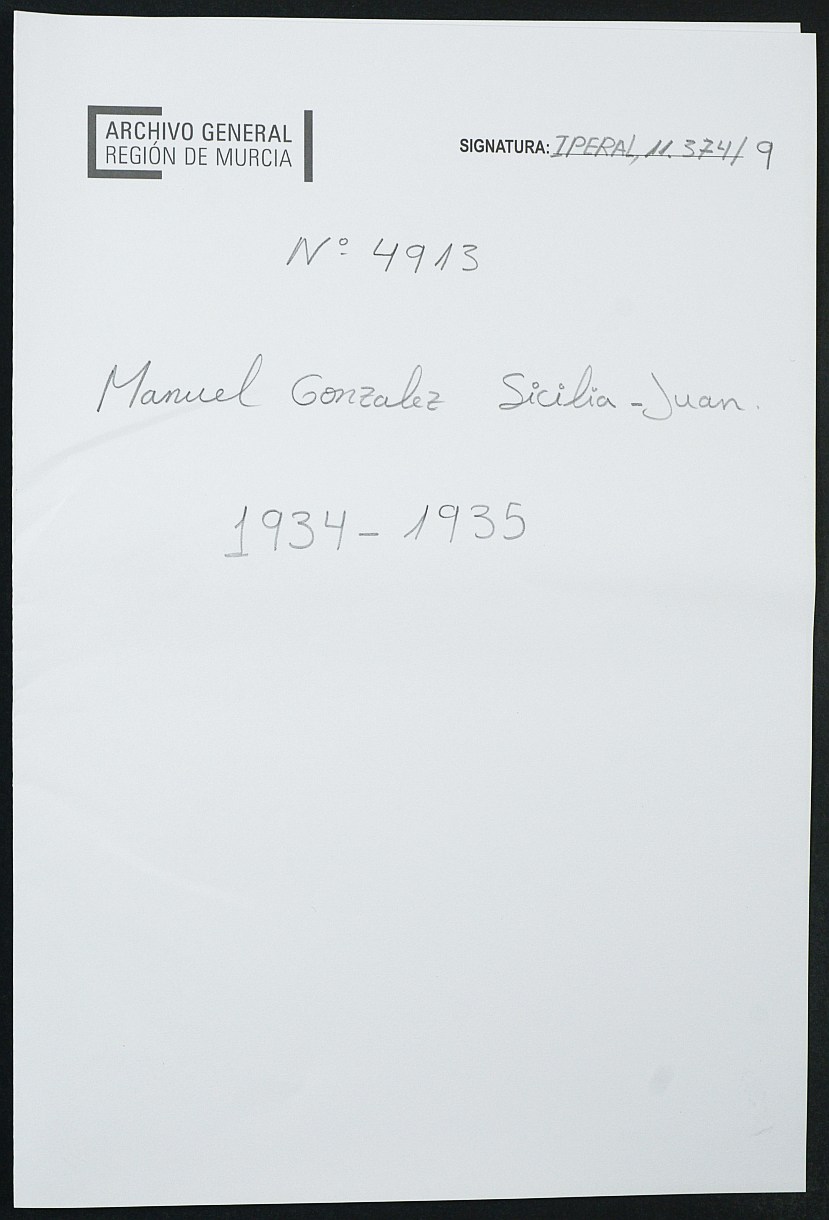 ARCHIVO GENERAL
REGIÓN DE MURCIA
SIGNATURA: IPERAL, 11.374/9
Nº 4913
Manuel Gonzalez Sicilia-Juan.
1934-1935